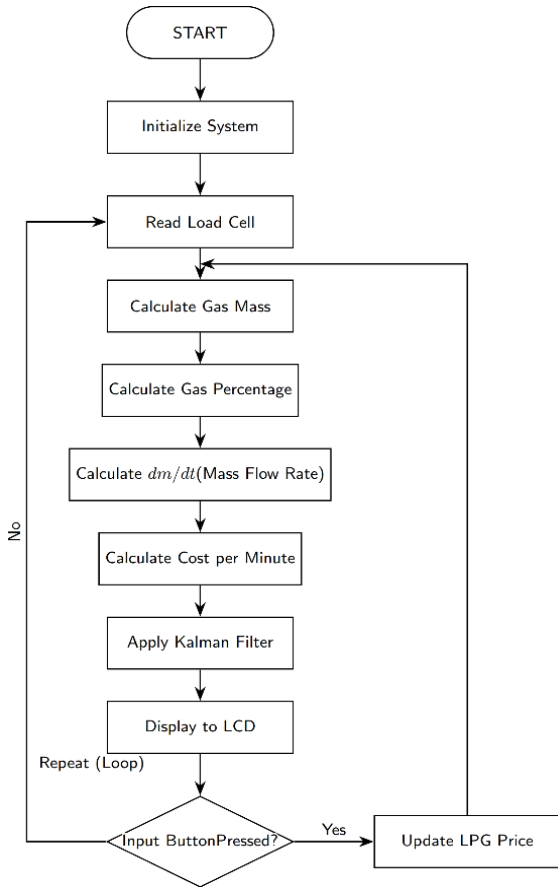 START
Initialize System
Read Load Cell
Calculate Gas Mass
Calculate Gas Percentage
Calculate dm/dt(Mass Flow Rate)
No
Calculate Cost per Minute
Apply Kalman Filter
Display to LCD
Repeat (Loop)
Input ButtonPressed?
Yes
Update LPG Price